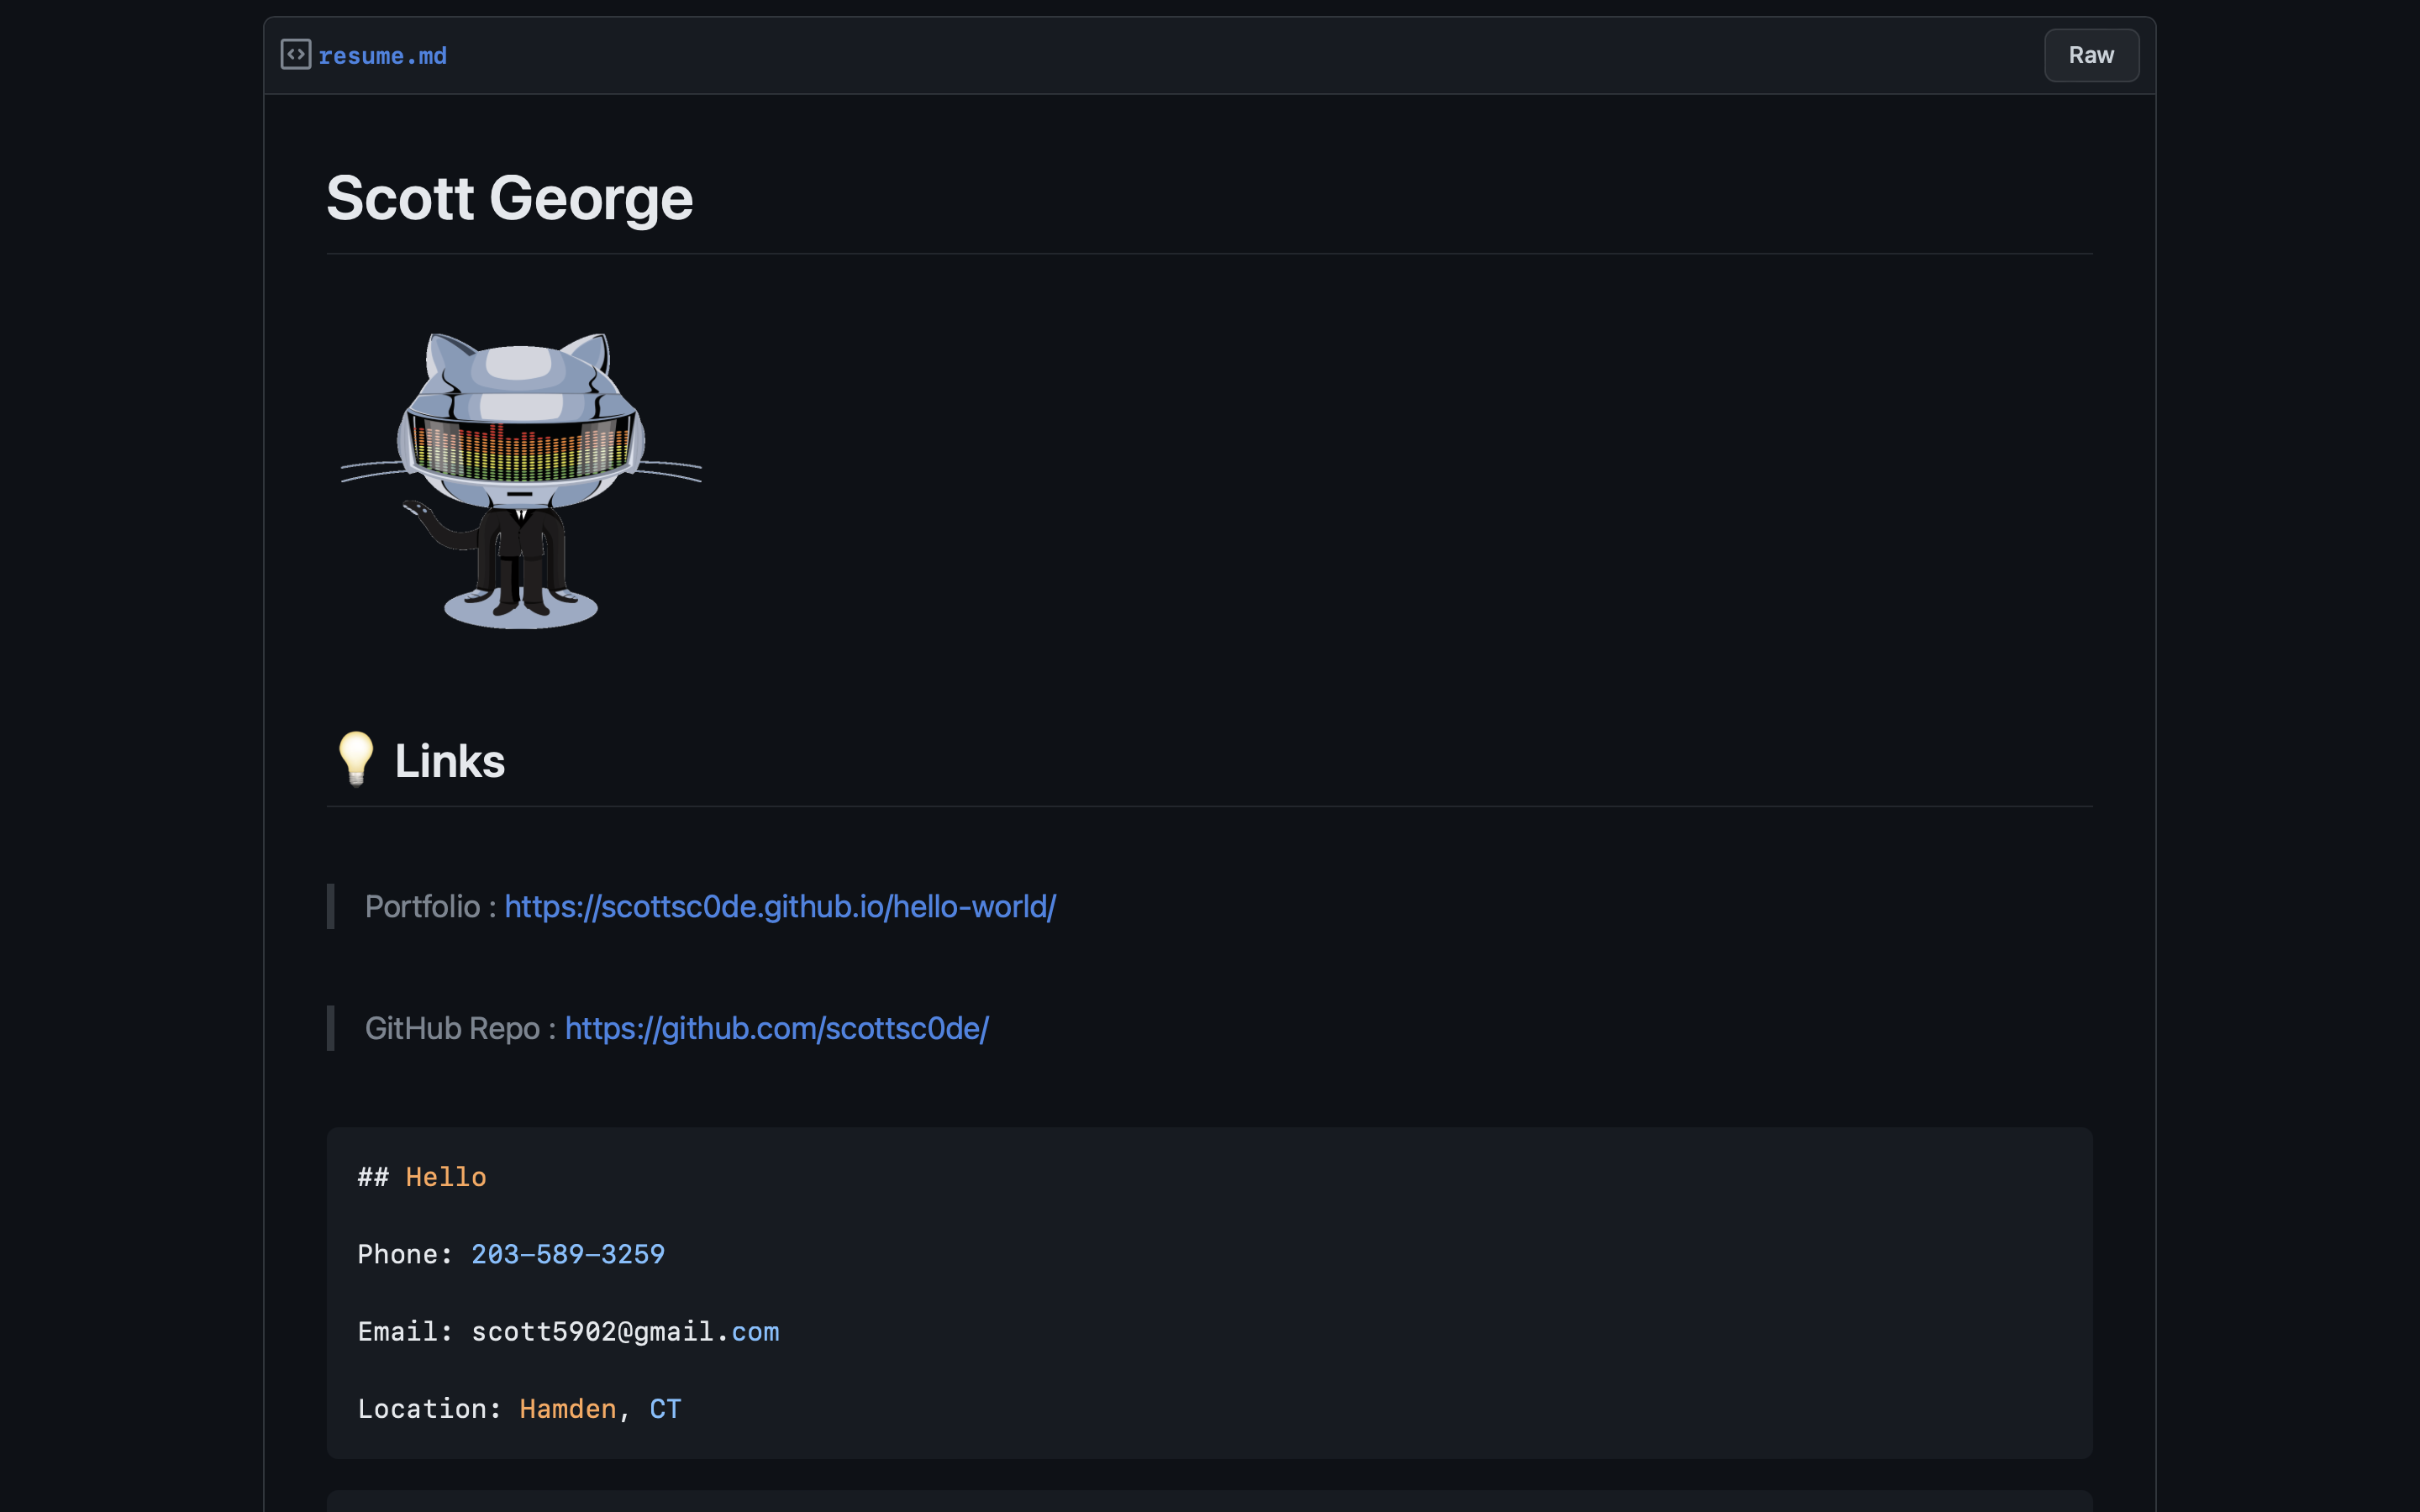 resume.md
Raw
Scott George
Links
Portfolio : https://scottsc0de.github.io/hello-world/
GitHub Repo : https://github.com/scottsc0de/
## Hello
Phone: 203-589-3259
Email: scott5902@gmail.com
Location: Hamden, CT